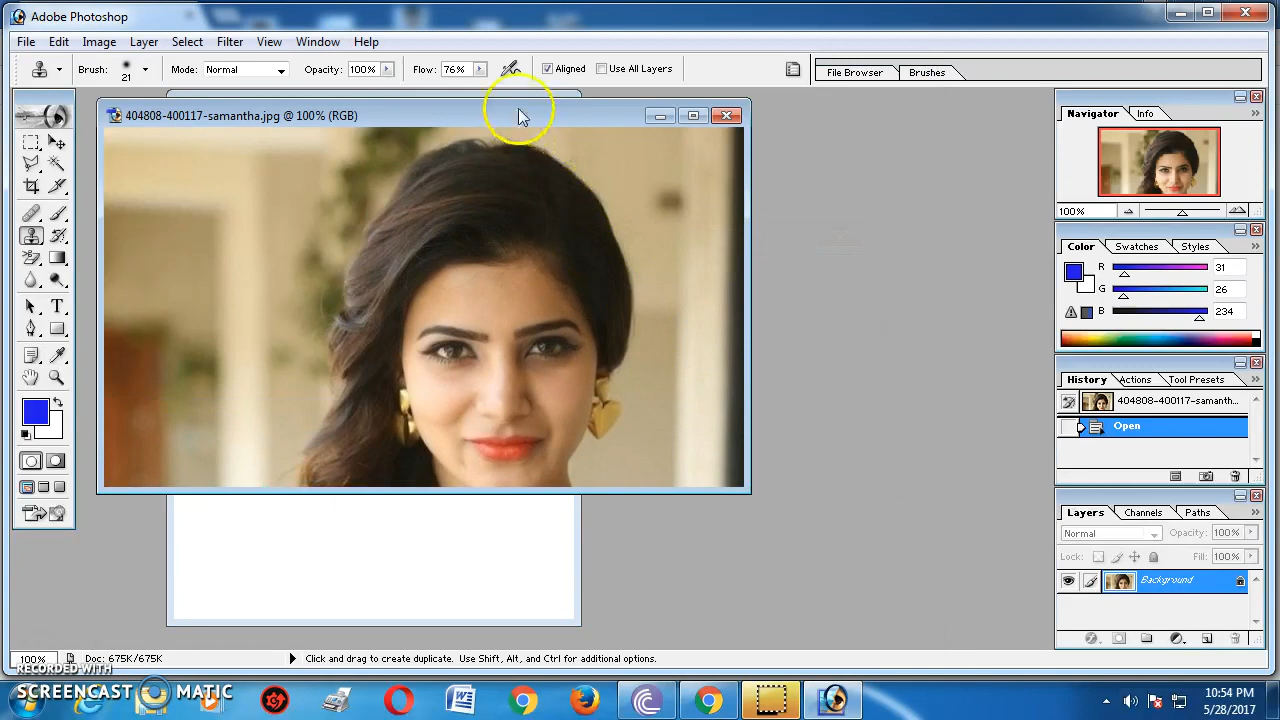 Adobe Photoshop
File Edit Image Layer Select Filter View Window Help
Brush: 21 Mode: Normal Opacity: 100% Flow: 76% Aligned Use All Layers File Browser Brushes
404808-400117-samantha.jpg @ 100% (RGB)
Navigator Info
100%
Color Swatches Styles
R 31
G 26
B 234
History Actions Tool Presets
404808-400117-samanth...
Open
Layers Channels Paths
Normal Opacity: 100%
Lock: Fill: 100%
Background
100% Doc: 675K/675K Click and drag to create duplicate. Use Shift, Alt, and Ctrl for additional options.
RECORDED WITH
SCREENCAST MATIC
10:54 PM
5/28/2017